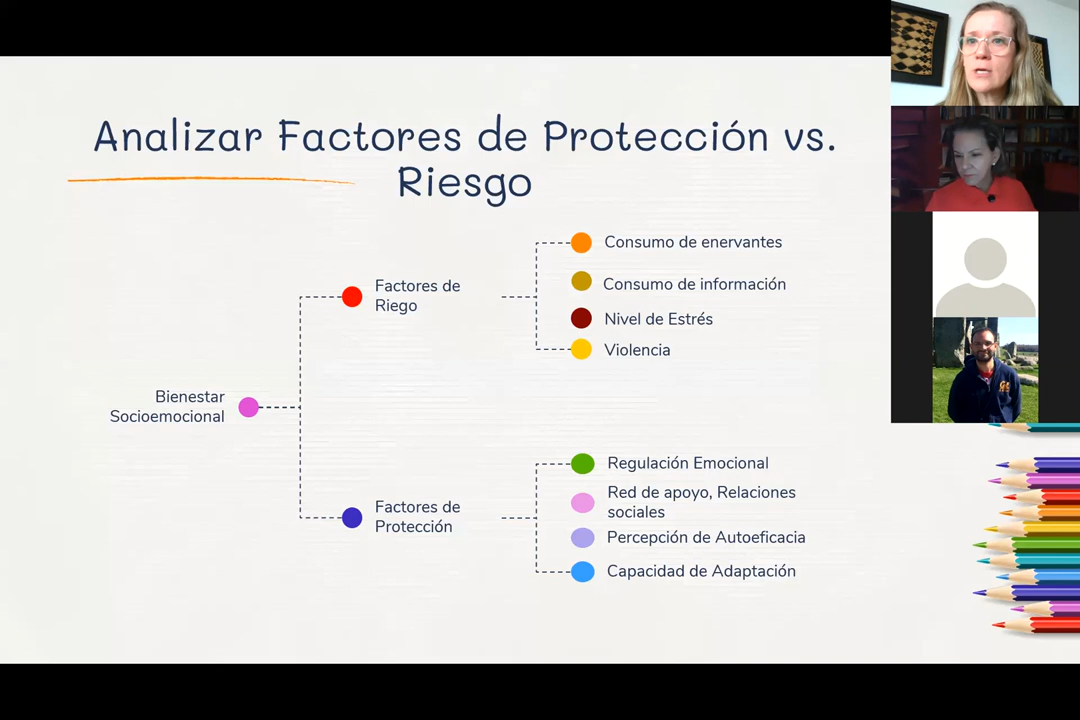 Analizar Factores de Protección vs.
Riesgo
Bienestar
Socioemocional
Factores de
Riego
Consumo de enervantes
Consumo de información
Nivel de Estrés
Violencia
Factores de
Protección
Regulación Emocional
Red de apoyo, Relaciones
sociales
Percepción de Autoeficacia
Capacidad de Adaptación